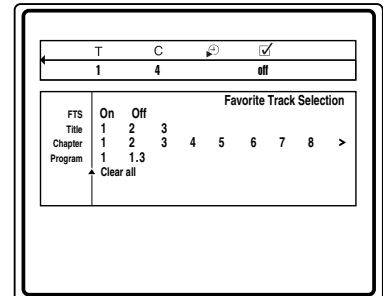 T C
1 4 off
Favorite Track Selection
FTS On Off
Title 1 2 3
Chapter 1 2 3 4 5 6 7 8 >
Program 1 1.3
Clear all